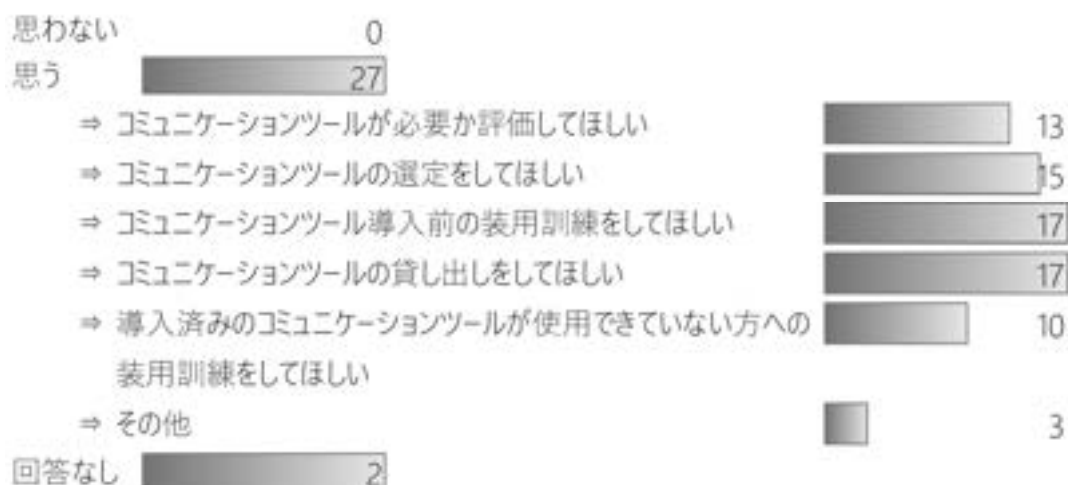 思わない 0
思う 27
⇒ コミュニケーションツールが必要か評価してほしい 13
⇒ コミュニケーションツールの選定をしてほしい 15
⇒ コミュニケーションツール導入前の装用訓練をしてほしい 17
⇒ コミュニケーションツールの貸し出しをしてほしい 17
⇒ 導入済みのコミュニケーションツールが使用できていない方への 10
装用訓練をしてほしい
⇒ その他 3
回答なし 2